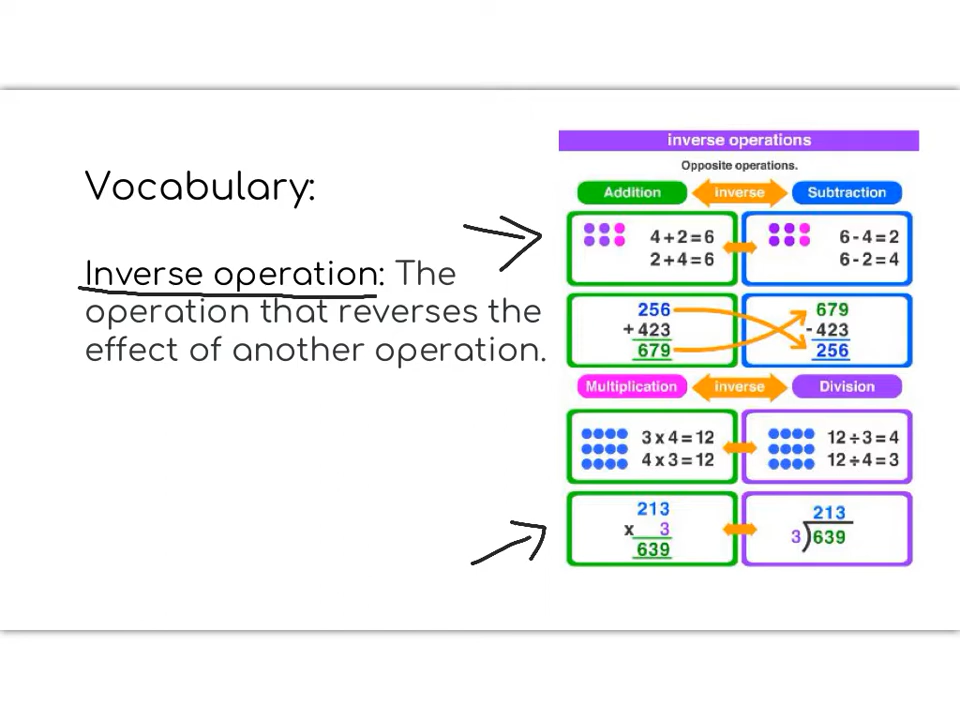 Vocabulary:
Inverse operation: The
operation that reverses the
effect of another operation.
inverse operations
Opposite operations.
Addition inverse Subtraction
4+2=6 6-4=2
2+4=6 6-2=4
256 679
+423 -423
679 256
Multiplication inverse Division
3x4=12 12÷3=4
4x3=12 12÷4=3
213 213
x 3 3)639
639